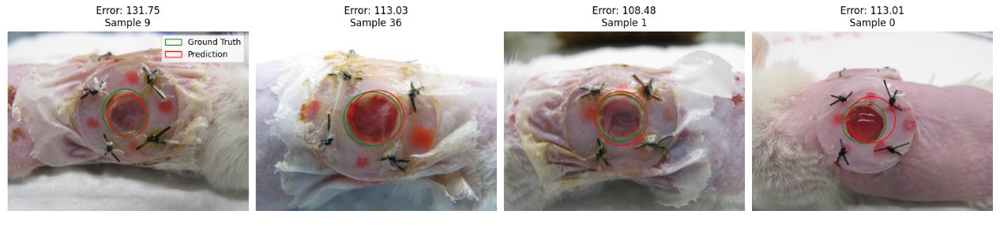 Error: 131.75
Sample 9
Ground Truth
Prediction
Error: 113.03
Sample 36
Error: 108.48
Sample 1
Error: 113.01
Sample 0